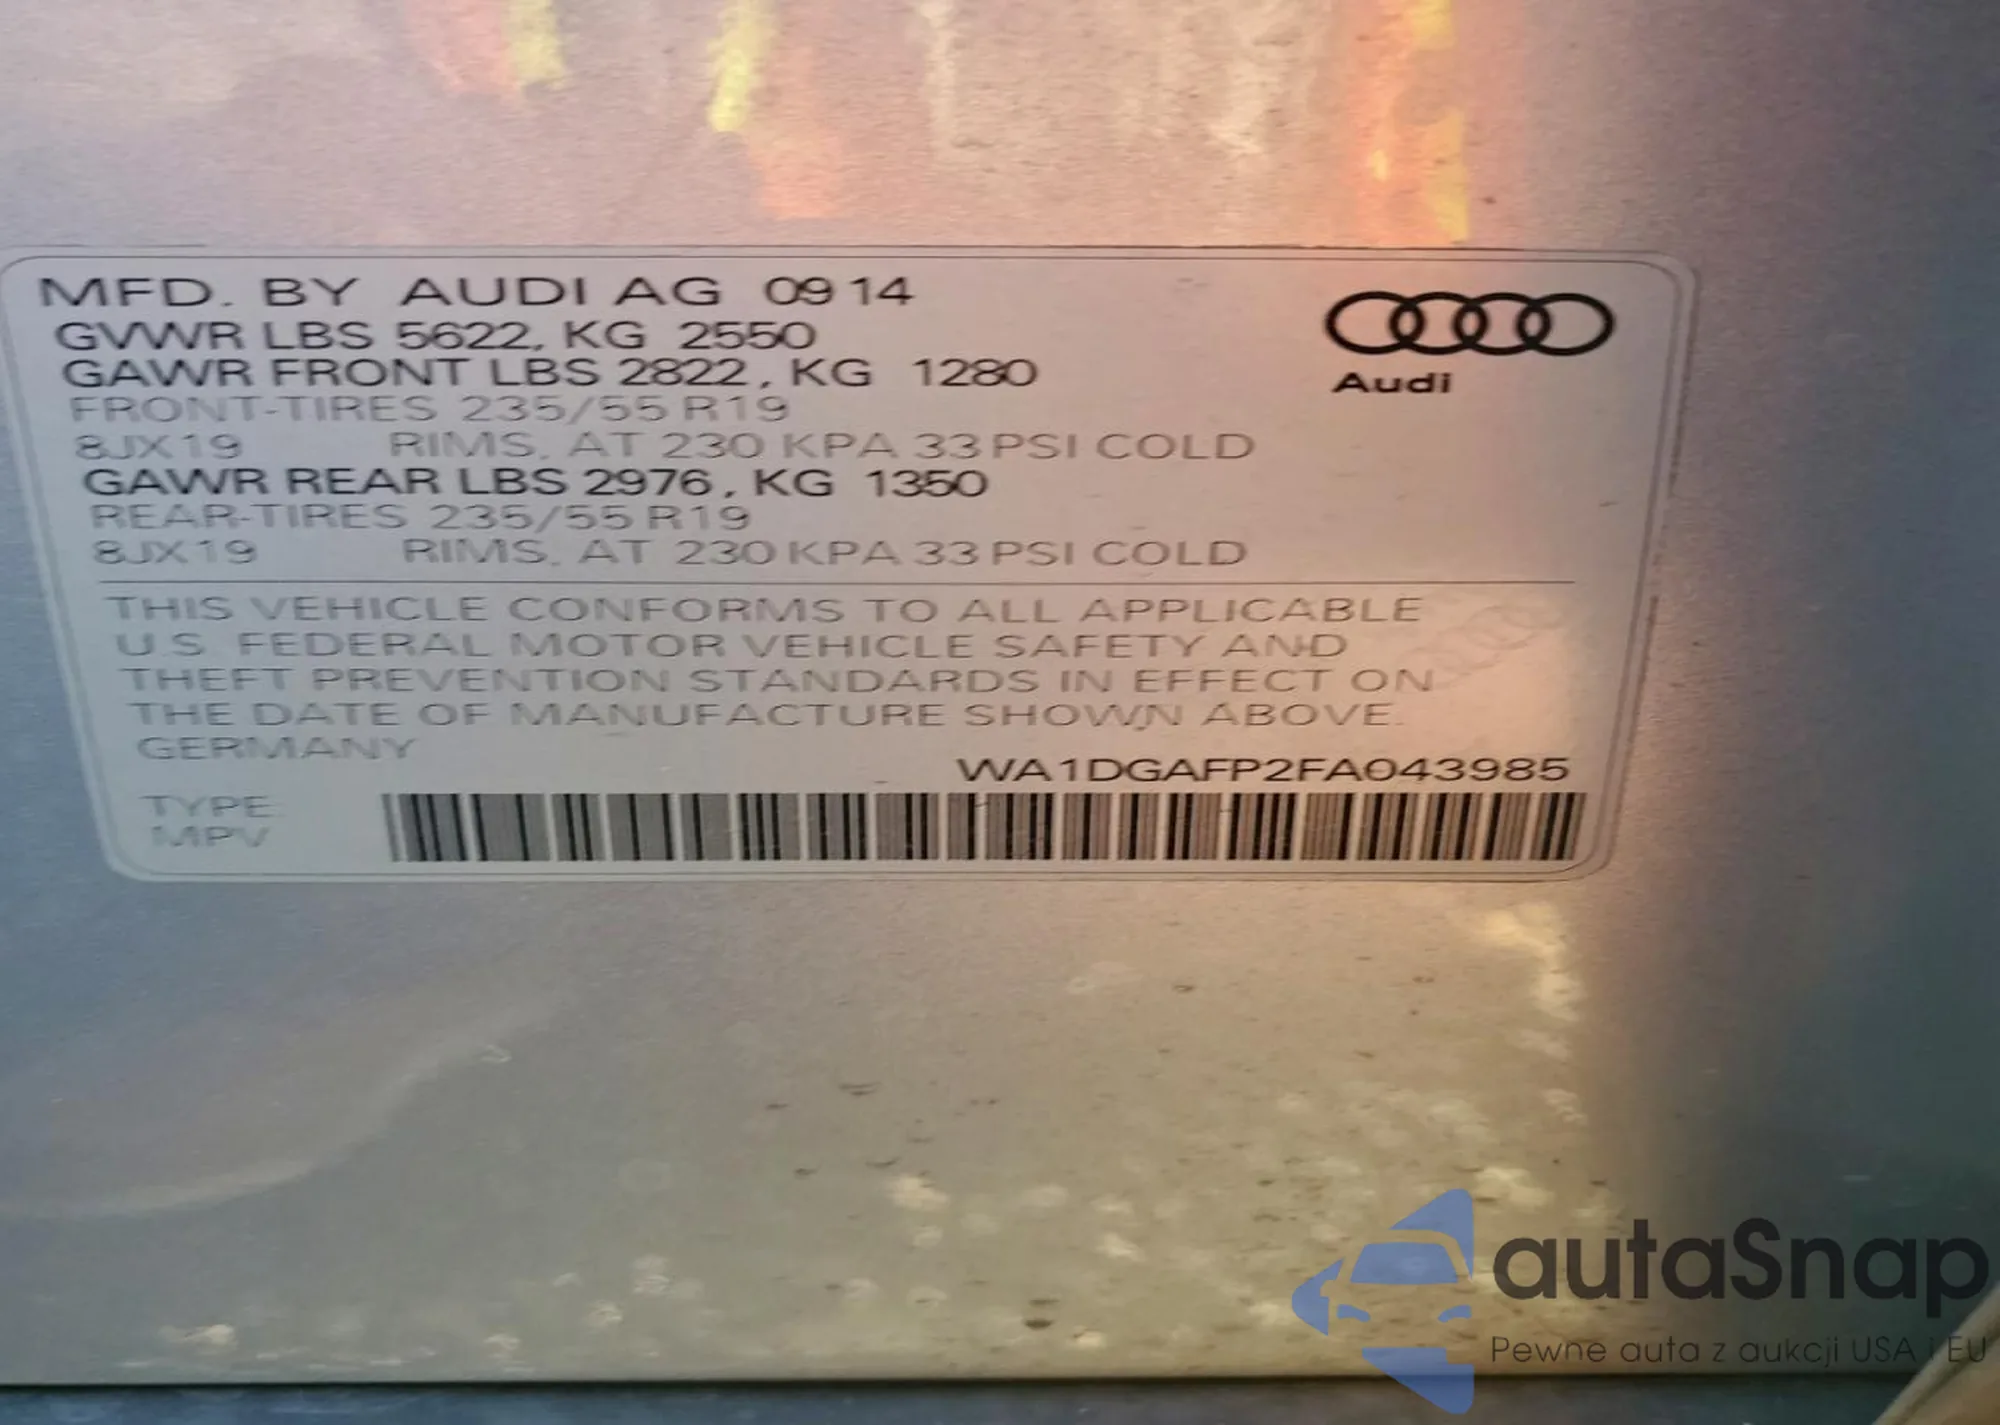 MFD. BY AUDI AG 09 14
GVWR LBS 5622, KG 2550
GAWR FRONT LBS 2822, KG 1280
FRONT-TIRES 235/55 R19
8JX19 RIMS, AT 230 KPA 33 PSI COLD
GAWR REAR LBS 2976, KG 1350
REAR-TIRES 235/55 R19
8JX19 RIMS, AT 230 KPA 33 PSI COLD
Audi
THIS VEHICLE CONFORMS TO ALL APPLICABLE
U.S. FEDERAL MOTOR VEHICLE SAFETY AND
THEFT PREVENTION STANDARDS IN EFFECT ON
THE DATE OF MANUFACTURE SHOWN ABOVE.
GERMANY
WA1DGAFP2FA043985
TYPE:
MPV
autaSnap
Pewne auta z aukcji USA i EU